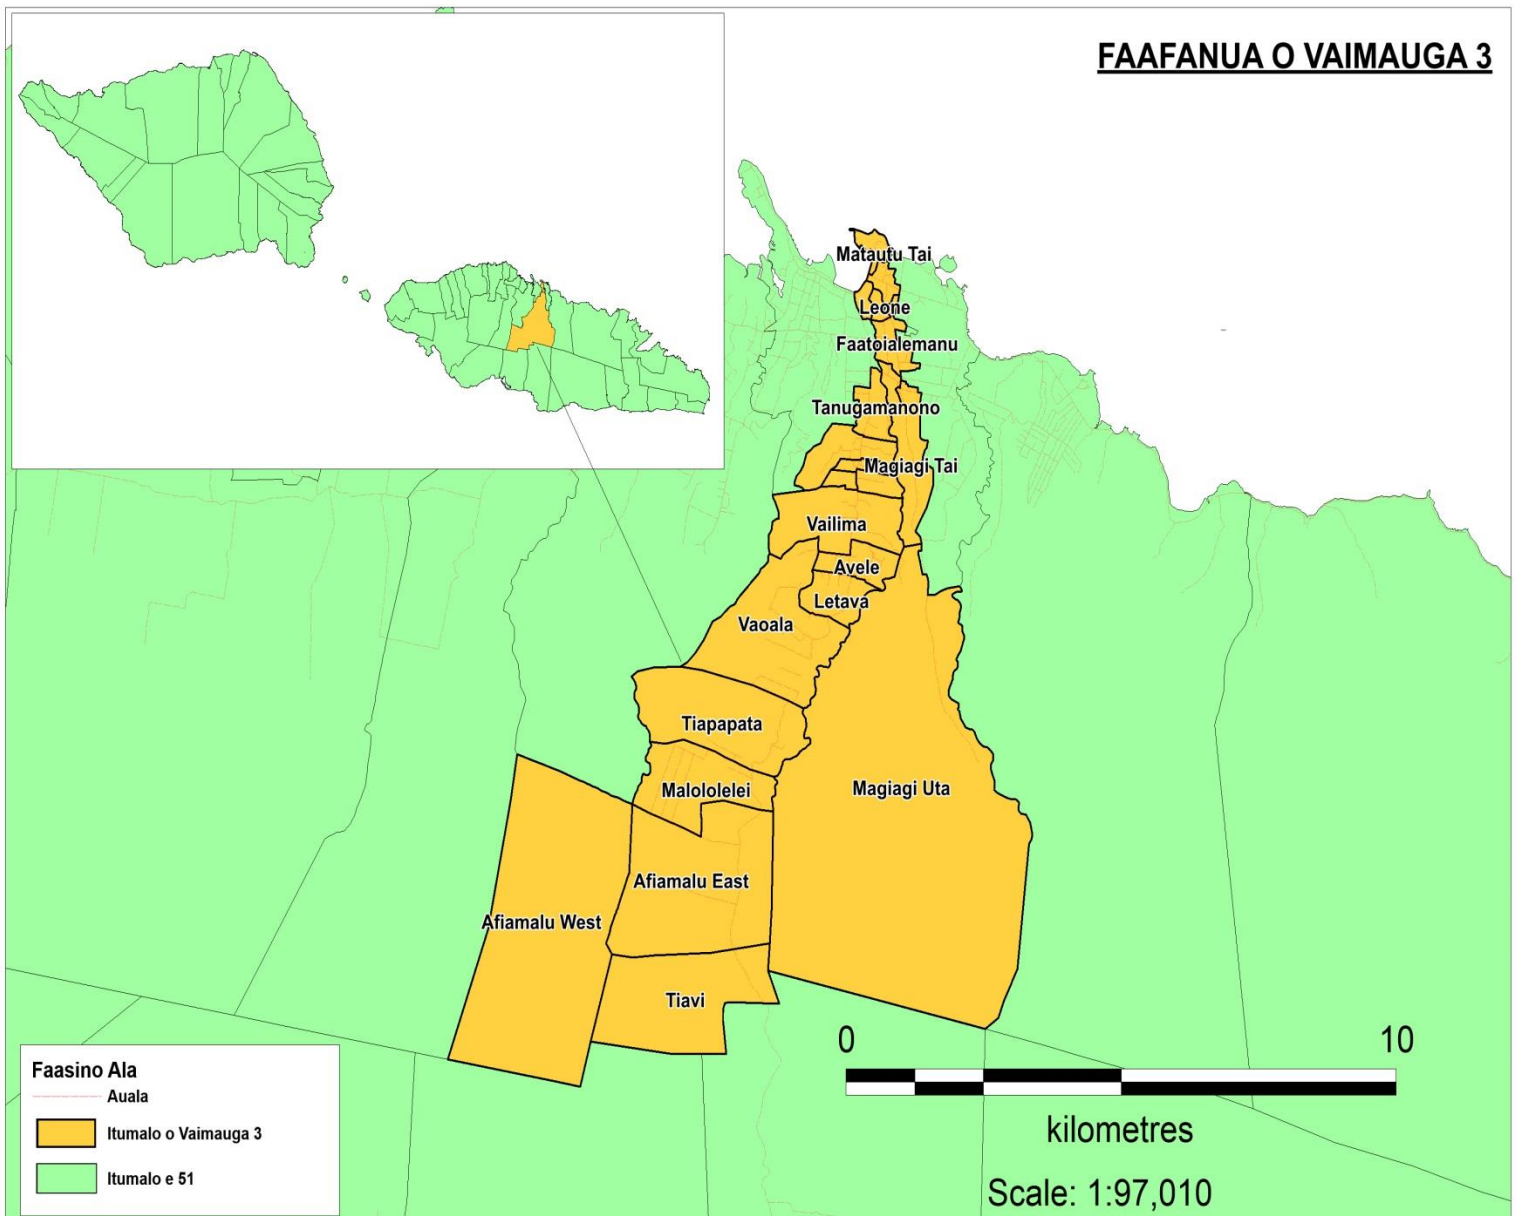 FAAFANUA O VAIMAUGA 3
Matautu Tai
Leone
Faatoialemanu
Tanugamanono
Magiagi Tai
Vailima
Avele
Letava
Vaoala
Tiapapata
Malololelei
Magiagi Uta
Afiamalu East
Afiamalu West
Tiavi
0 10
kilometres
Scale: 1:97,010
Faasino Ala
Auala
Itumalo o Vaimauga 3
Itumalo e 51